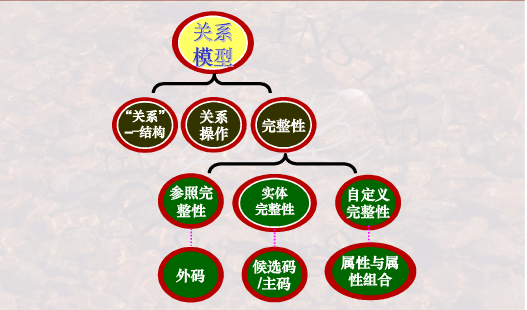 关系
模型
“关系”
一结构
关系
操作
完整性
参照完
整性
实体
完整性
自定义
完整性
外码
候选码
/主码
属性与属
性组合